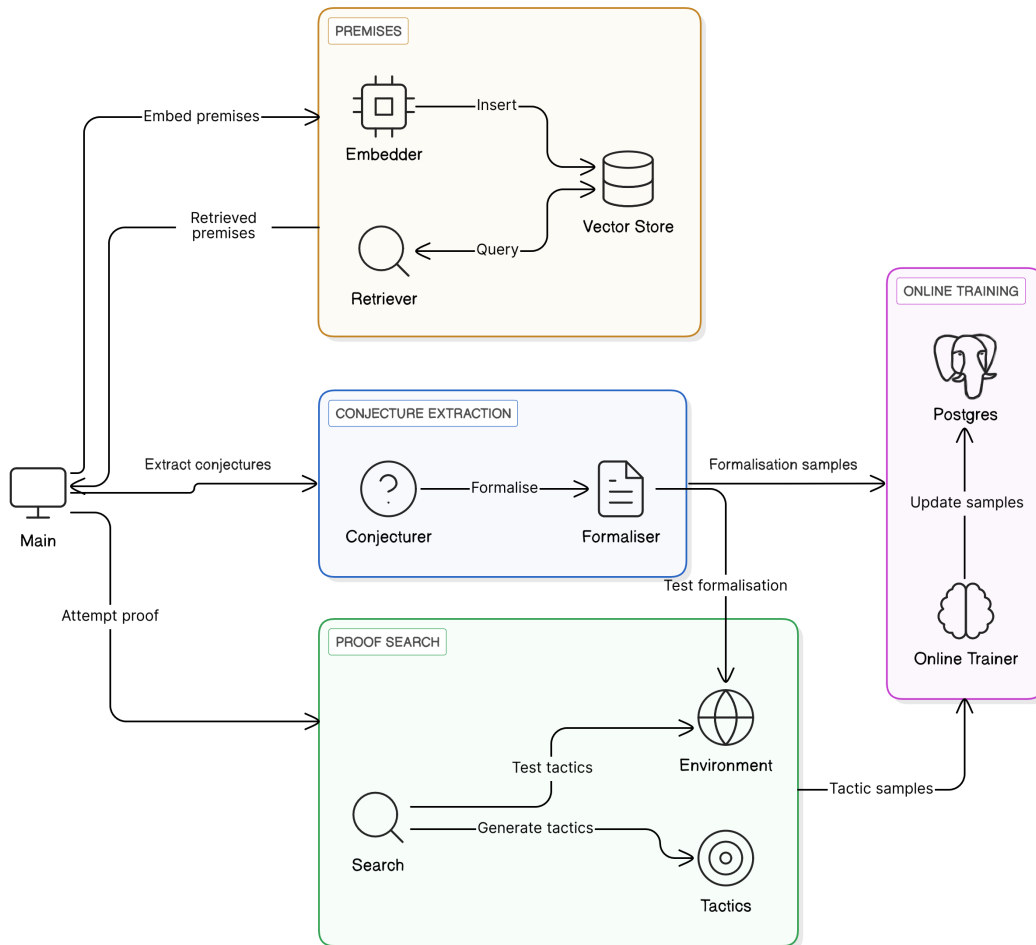 PREMISES
Embed premises
Insert
Embedder
Vector Store
Retrieved
premises
Query
Retriever
ONLINE TRAINING
Postgres
CONJECTURE EXTRACTION
Extract conjectures
Formalise
Formalisation samples
Update samples
Main
Conjecturer
Formaliser
Test formalisation
Attempt proof
Online Trainer
PROOF SEARCH
Test tactics
Environment
Tactic samples
Generate tactics
Search
Tactics